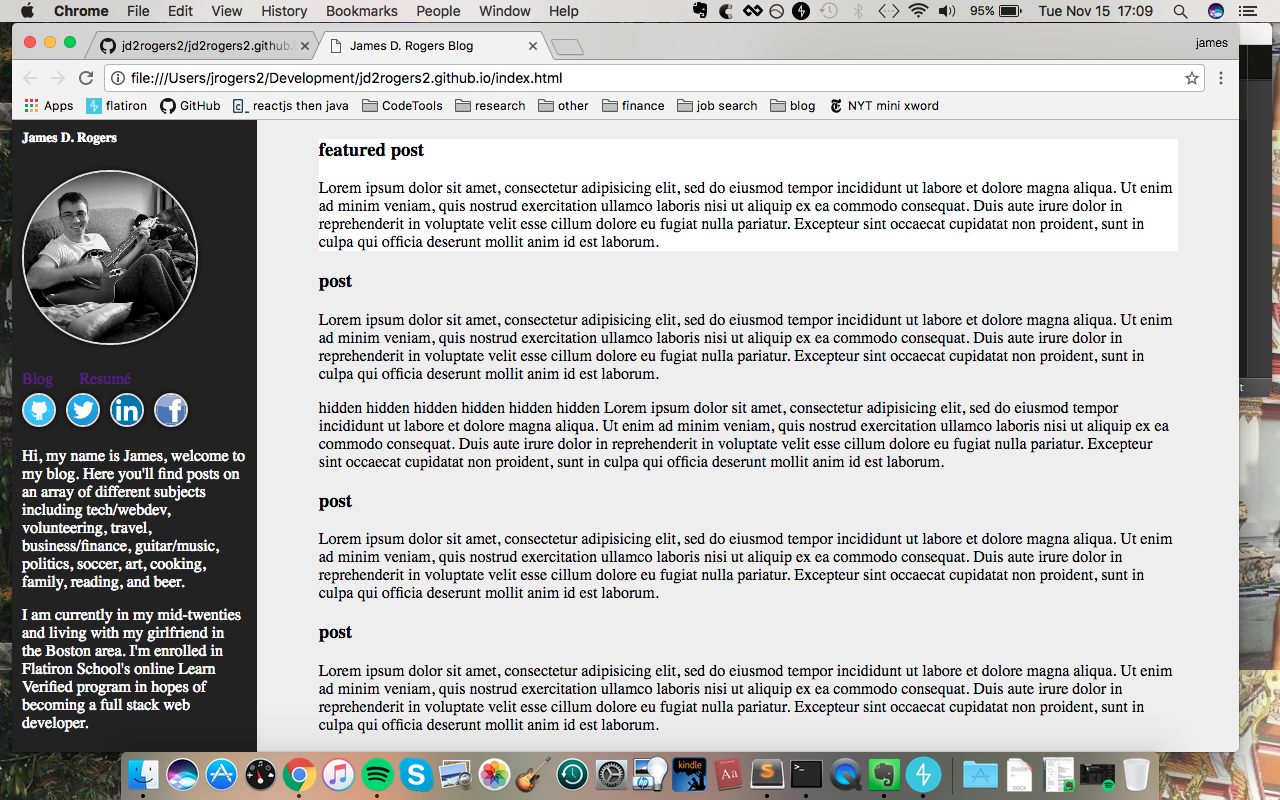 Chrome File Edit View History Bookmarks People Window Help 95% Tue Nov 15 17:09
jd2rogers2/jd2rogers2.github. James D. Rogers Blog james
file:///Users/jrogers2/Development/jd2rogers2.github.io/index.html
Apps flatiron GitHub reactjs then java CodeTools research other finance job search blog NYT mini xword
James D. Rogers
Blog Resumé
in f
Hi, my name is James, welcome to
my blog. Here you'll find posts on
an array of different subjects
including tech/webdev,
volunteering, travel,
business/finance, guitar/music,
politics, soccer, art, cooking,
family, reading, and beer.
I am currently in my mid-twenties
and living with my girlfriend in
the Boston area. I'm enrolled in
Flatiron School's online Learn
Verified program in hopes of
becoming a full stack web
developer.
featured post
Lorem ipsum dolor sit amet, consectetur adipisicing elit, sed do eiusmod tempor incididunt ut labore et dolore magna aliqua. Ut enim
ad minim veniam, quis nostrud exercitation ullamco laboris nisi ut aliquip ex ea commodo consequat. Duis aute irure dolor in
reprehenderit in voluptate velit esse cillum dolore eu fugiat nulla pariatur. Excepteur sint occaecat cupidatat non proident, sunt in
culpa qui officia deserunt mollit anim id est laborum.
post
Lorem ipsum dolor sit amet, consectetur adipisicing elit, sed do eiusmod tempor incididunt ut labore et dolore magna aliqua. Ut enim
ad minim veniam, quis nostrud exercitation ullamco laboris nisi ut aliquip ex ea commodo consequat. Duis aute irure dolor in
reprehenderit in voluptate velit esse cillum dolore eu fugiat nulla pariatur. Excepteur sint occaecat cupidatat non proident, sunt in
culpa qui officia deserunt mollit anim id est laborum.
hidden hidden hidden hidden hidden hidden Lorem ipsum dolor sit amet, consectetur adipisicing elit, sed do eiusmod tempor
incididunt ut labore et dolore magna aliqua. Ut enim ad minim veniam, quis nostrud exercitation ullamco laboris nisi ut aliquip ex ea
commodo consequat. Duis aute irure dolor in reprehenderit in voluptate velit esse cillum dolore eu fugiat nulla pariatur. Excepteur
sint occaecat cupidatat non proident, sunt in culpa qui officia deserunt mollit anim id est laborum.
post
Lorem ipsum dolor sit amet, consectetur adipisicing elit, sed do eiusmod tempor incididunt ut labore et dolore magna aliqua. Ut enim
ad minim veniam, quis nostrud exercitation ullamco laboris nisi ut aliquip ex ea commodo consequat. Duis aute irure dolor in
reprehenderit in voluptate velit esse cillum dolore eu fugiat nulla pariatur. Excepteur sint occaecat cupidatat non proident, sunt in
culpa qui officia deserunt mollit anim id est laborum.
post
Lorem ipsum dolor sit amet, consectetur adipisicing elit, sed do eiusmod tempor incididunt ut labore et dolore magna aliqua. Ut enim
ad minim veniam, quis nostrud exercitation ullamco laboris nisi ut aliquip ex ea commodo consequat. Duis aute irure dolor in
reprehenderit in voluptate velit esse cillum dolore eu fugiat nulla pariatur. Excepteur sint occaecat cupidatat non proident, sunt in
culpa qui officia deserunt mollit anim id est laborum.
kindle Aa DOCX